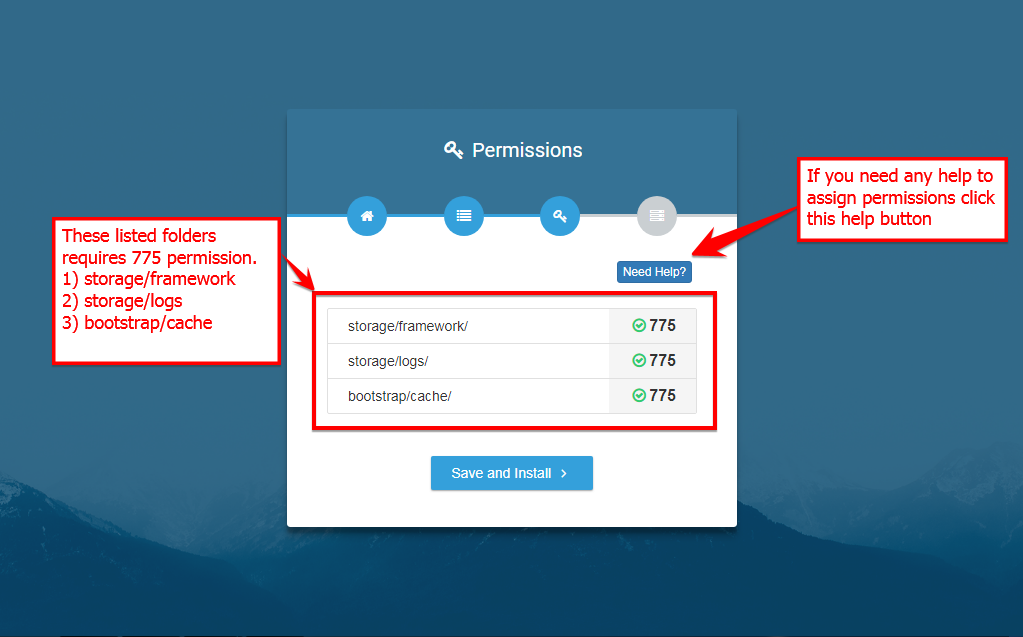 Permissions
If you need any help to
assign permissions click
this help button
These listed folders
requires 775 permission.
1) storage/framework
2) storage/logs
3) bootstrap/cache
Need Help?
storage/framework/ 775
storage/logs/ 775
bootstrap/cache/ 775
Save and Install